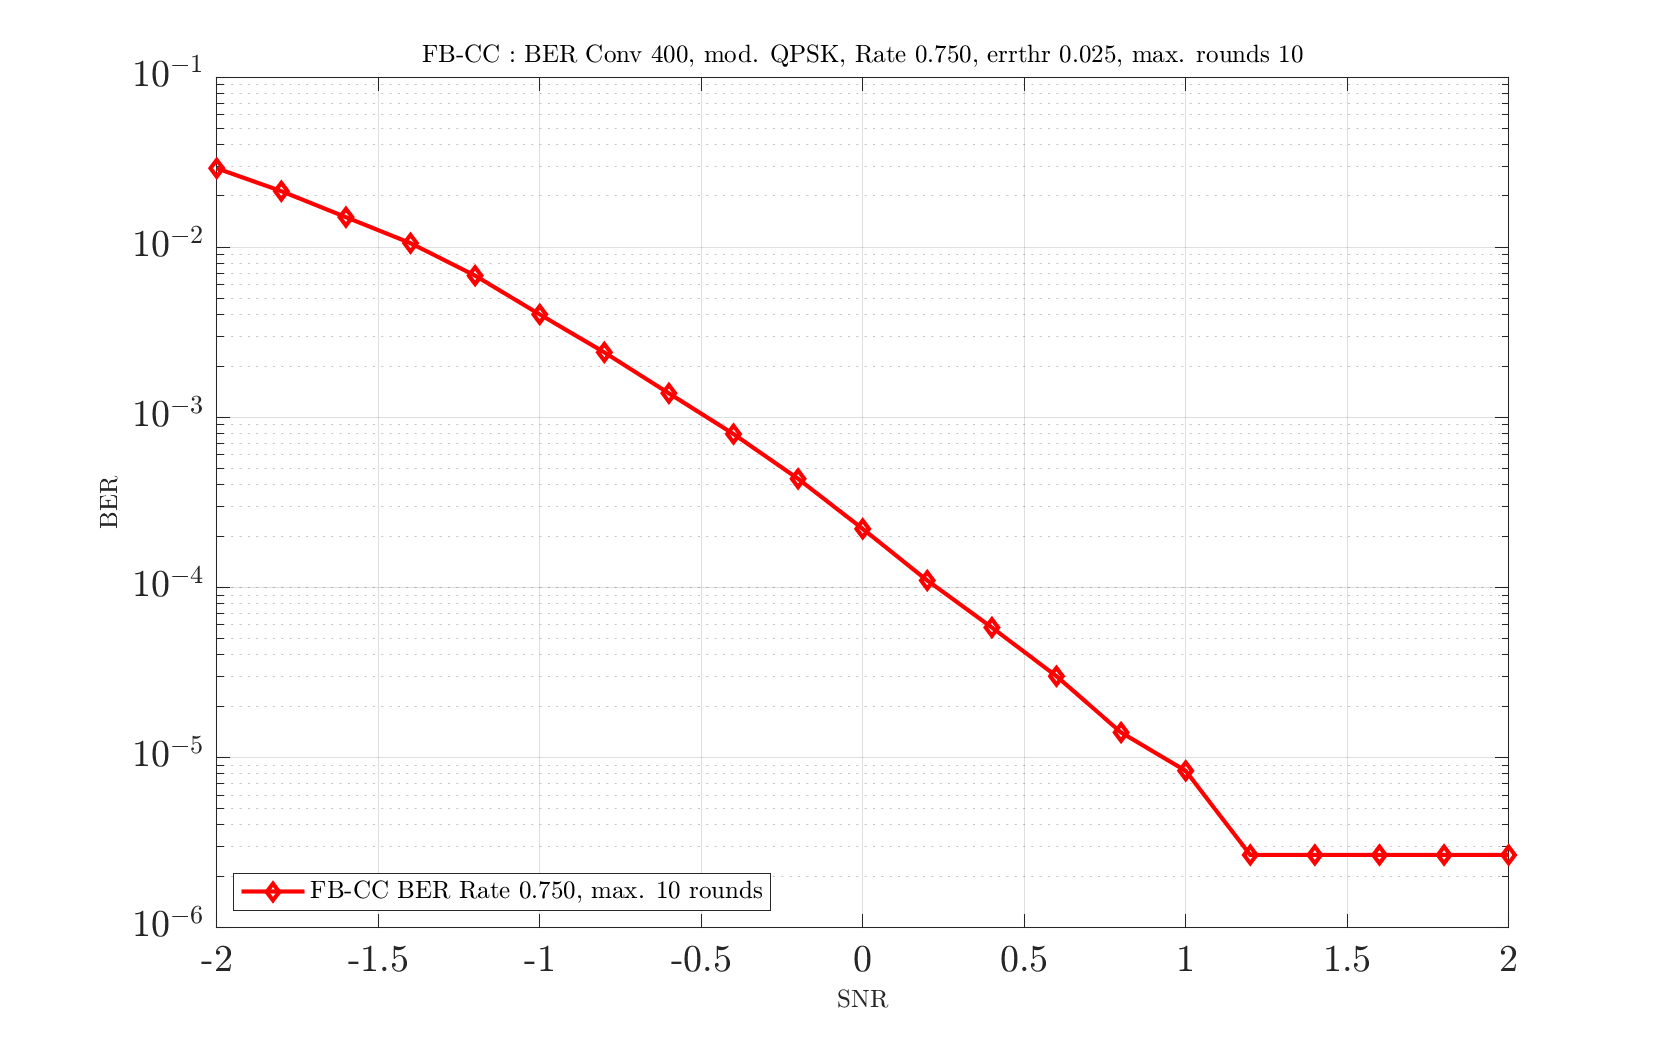 FB-CC : BER Conv 400, mod. QPSK, Rate 0.750, errthr 0.025, max. rounds 10
10⁻¹
10⁻²
10⁻³
10⁻⁴
10⁻⁵
10⁻⁶
BER
FB-CC BER Rate 0.750, max. 10 rounds
-2 -1.5 -1 -0.5 0 0.5 1 1.5 2
SNR